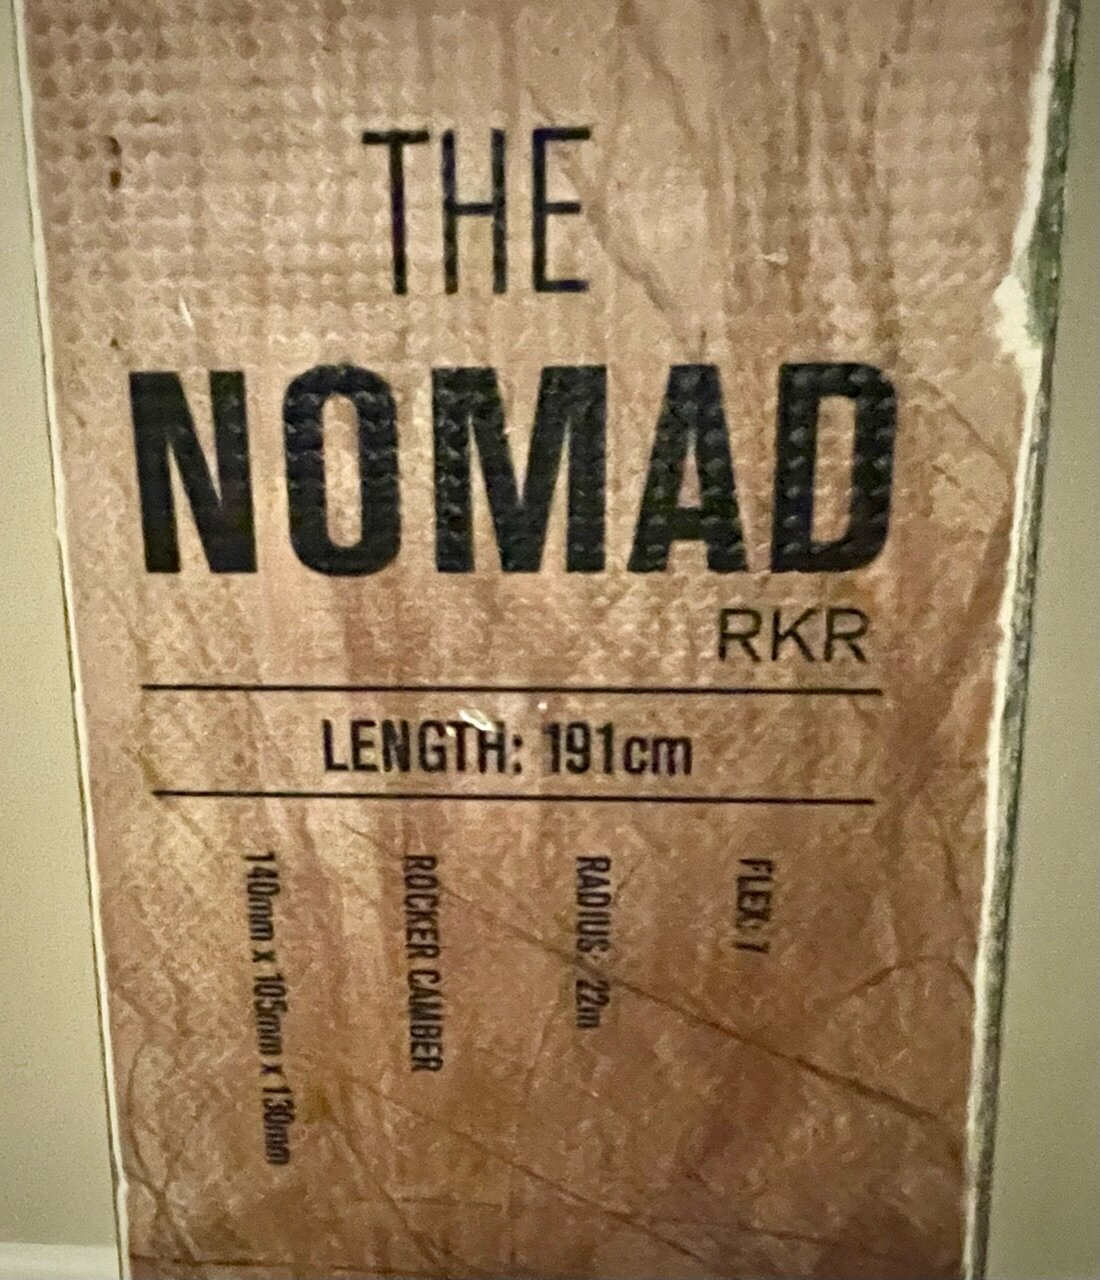 THE
NOMAD
RKR
LENGTH: 191cm
FLEX: 7
RADIUS: 22m
ROCKER CAMBER
140mm x 105mm x 130mm